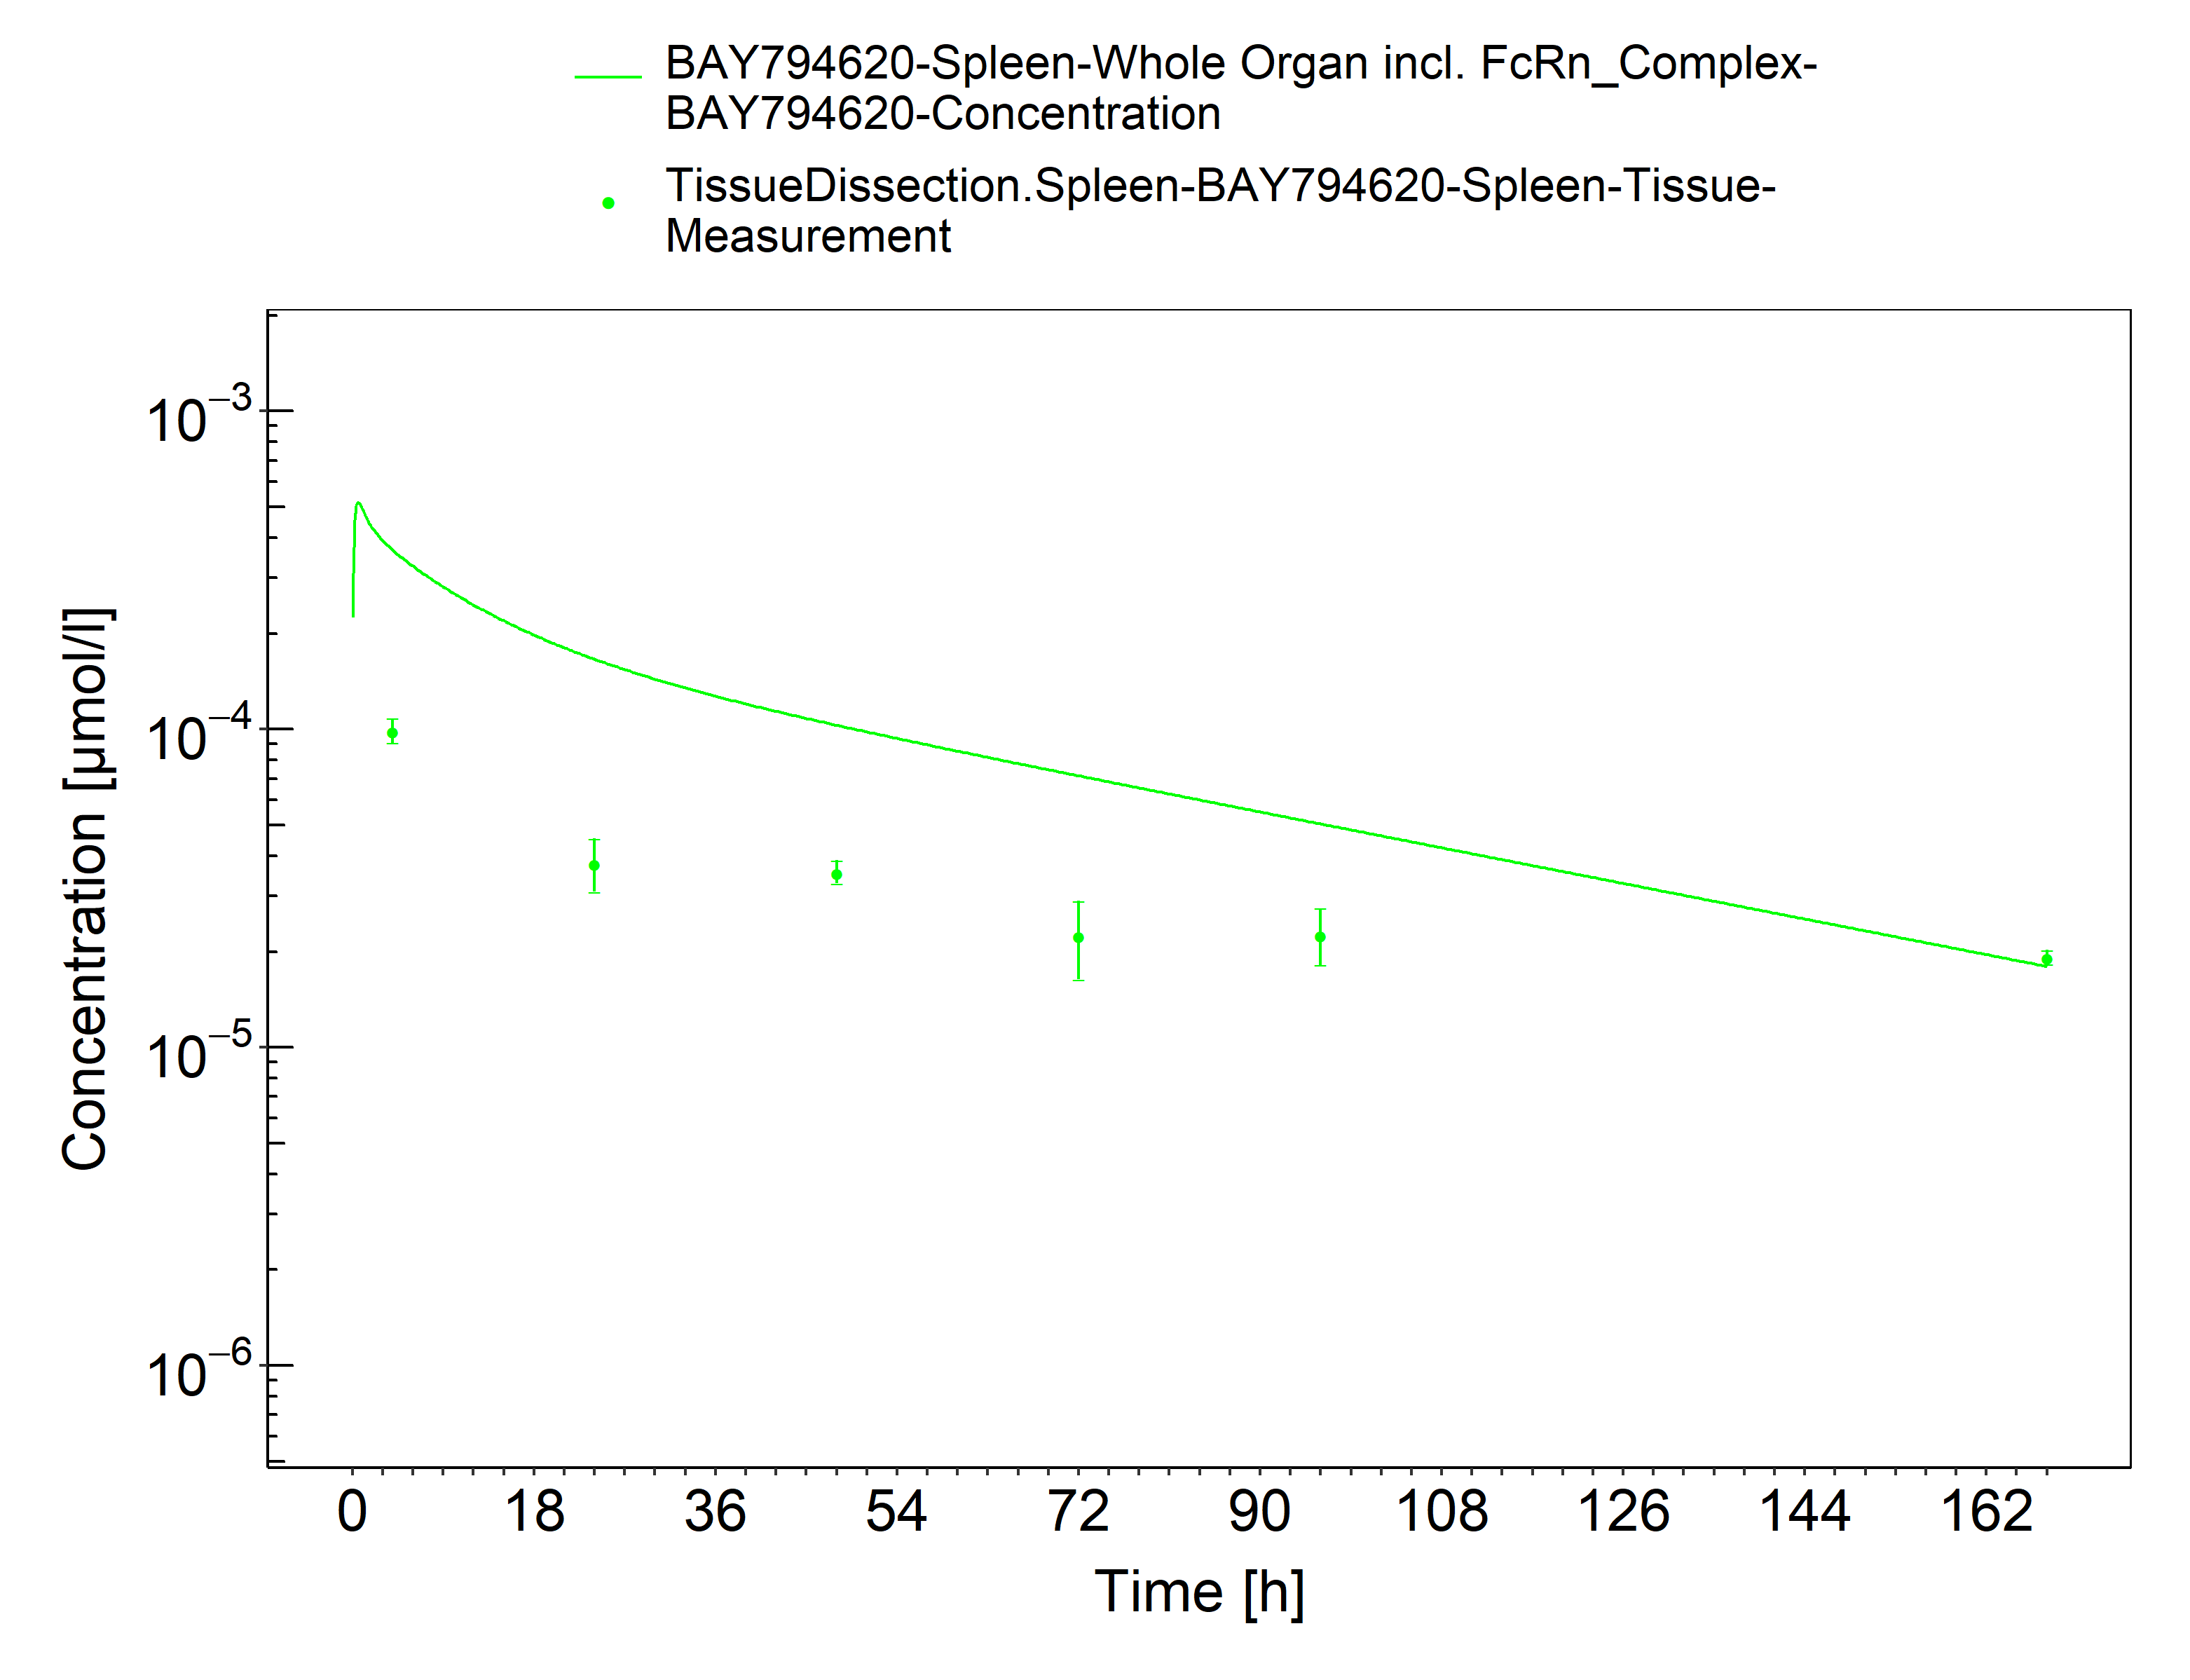 BAY794620-Spleen-Whole Organ incl. FcRn_Complex-
BAY794620-Concentration
TissueDissection.Spleen-BAY794620-Spleen-Tissue-
Measurement
Concentration [µmol/l]
10⁻³
10⁻⁴
10⁻⁵
10⁻⁶
0 18 36 54 72 90 108 126 144 162
Time [h]